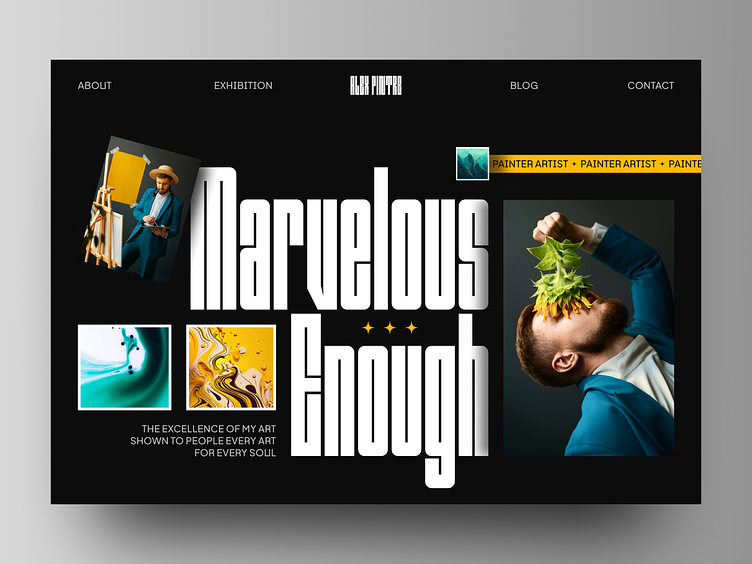 ABOUT
EXHIBITION
ALEX PINTRE
BLOG
CONTACT
PAINTER ARTIST ✦ PAINTER ARTIST ✦ PAINTE
Marvelous
Enough
THE EXCELLENCE OF MY ART
SHOWN TO PEOPLE EVERY ART
FOR EVERY SOUL